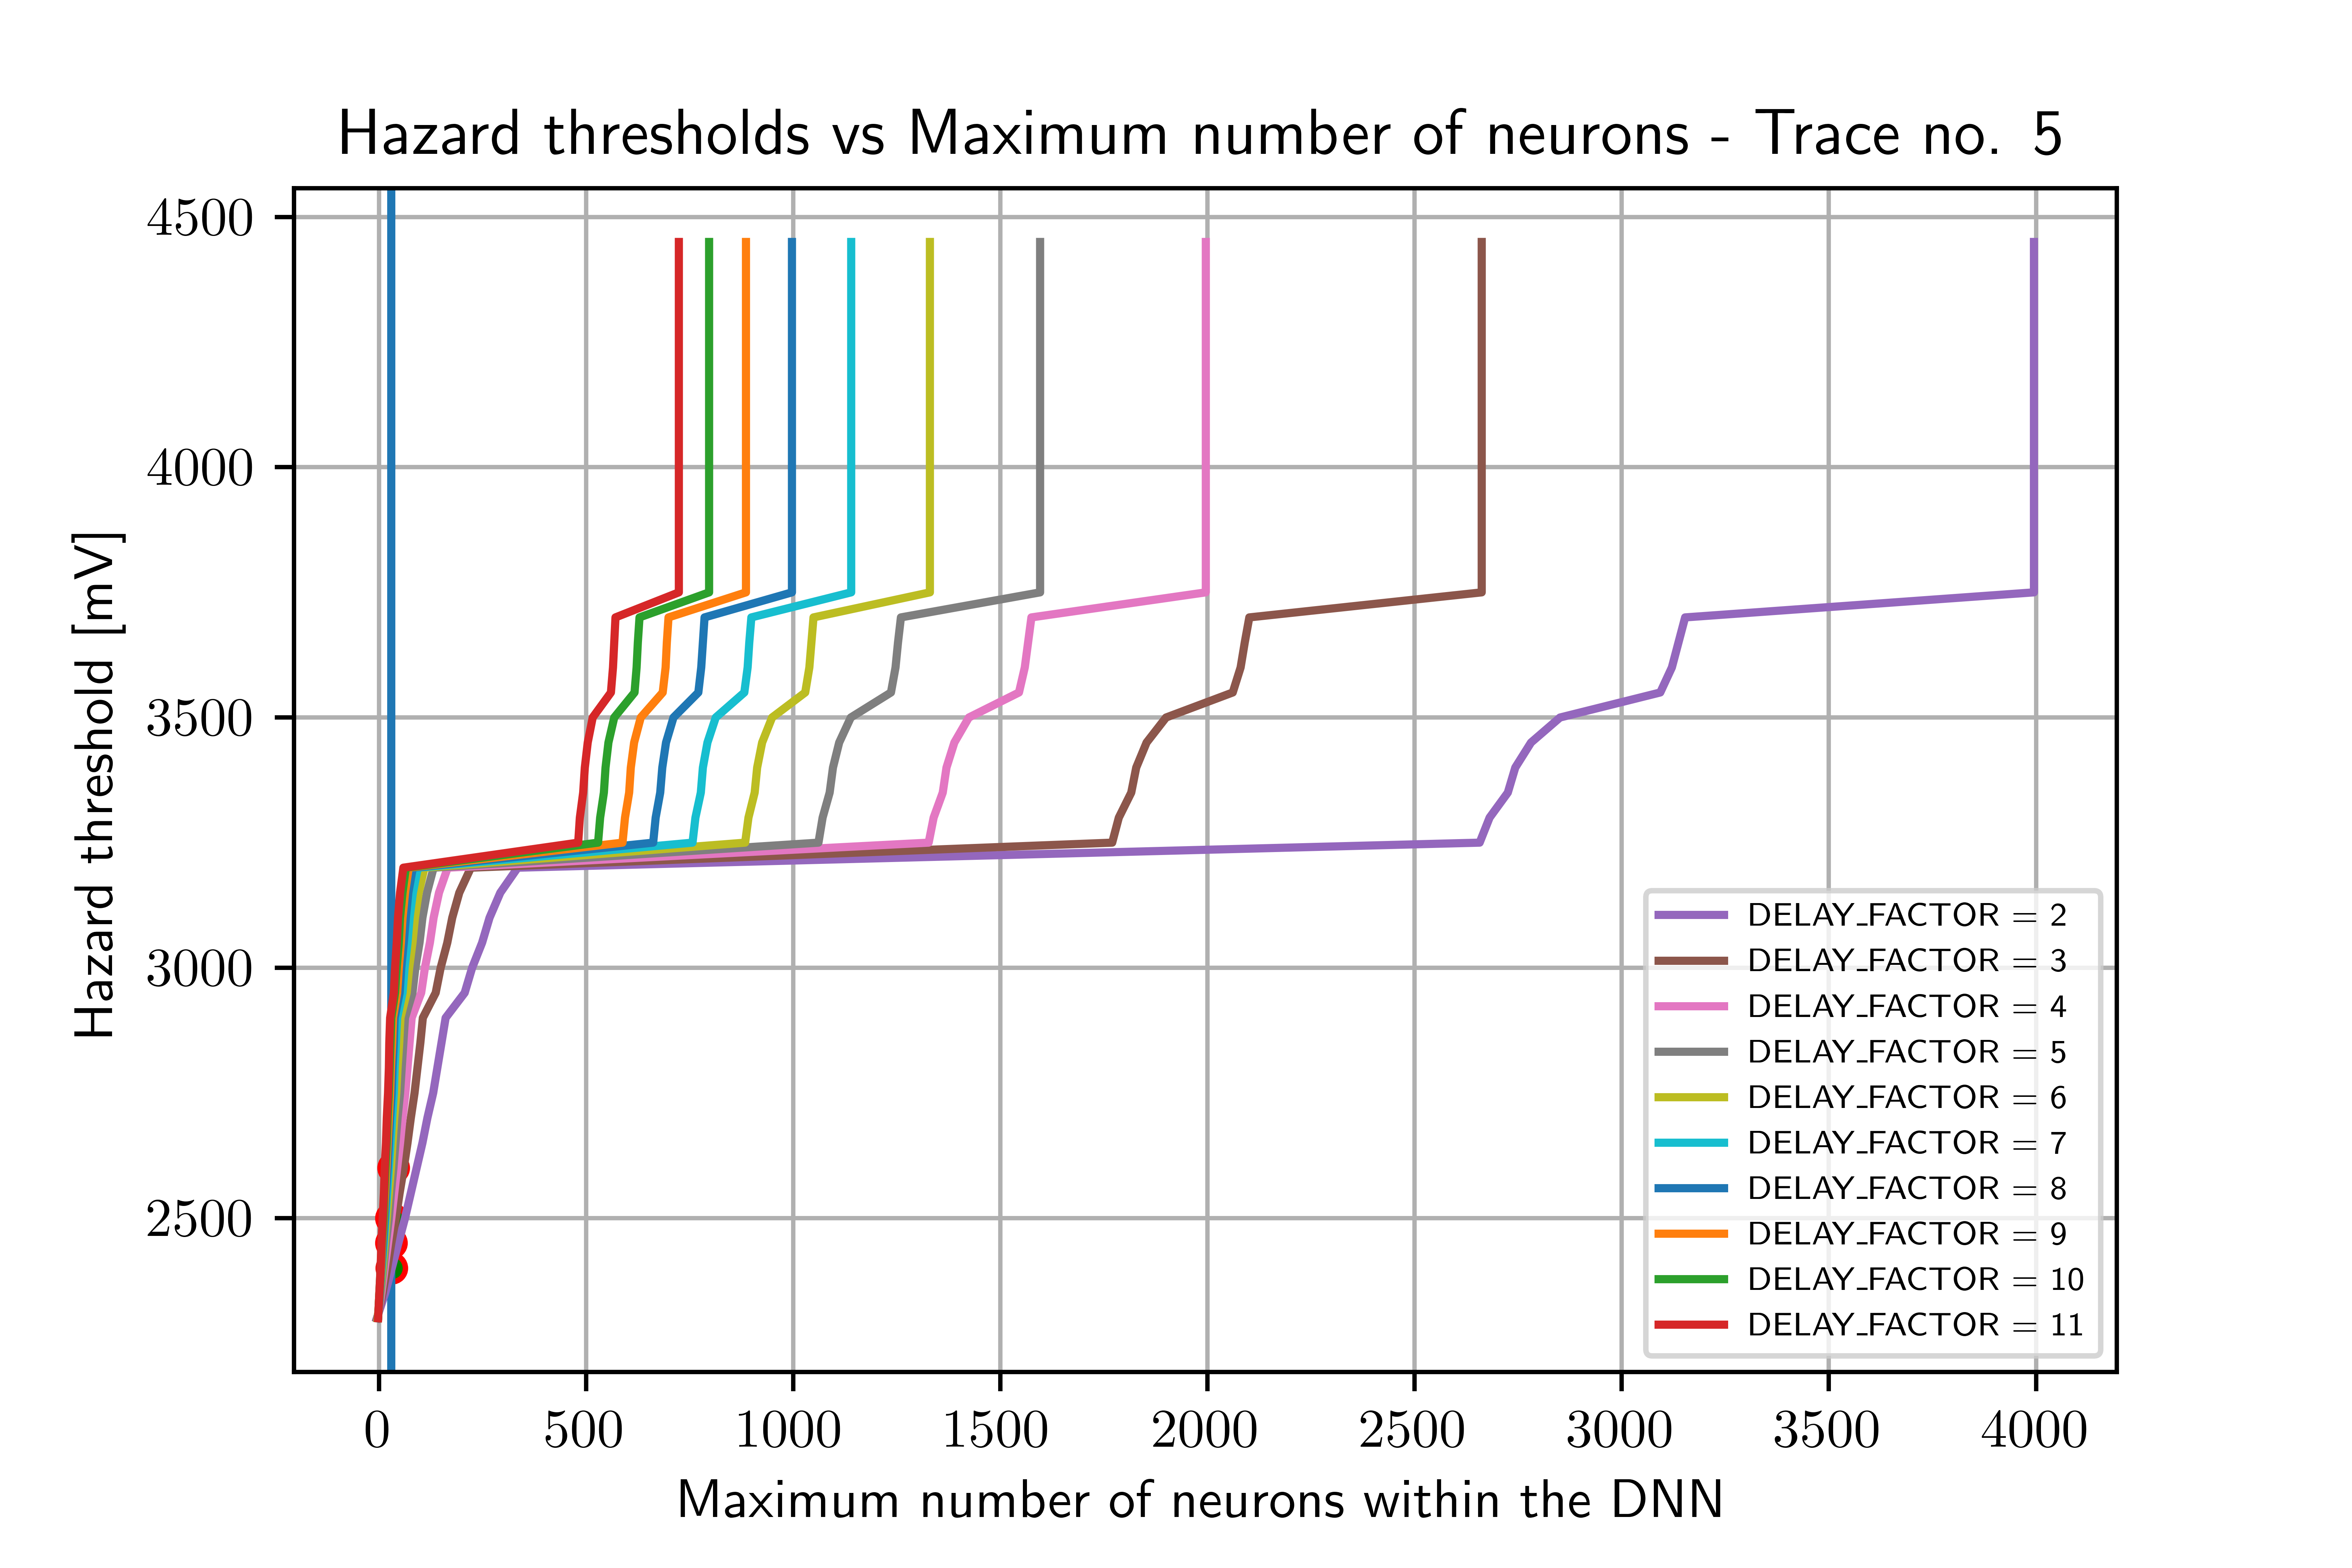 Hazard thresholds vs Maximum number of neurons - Trace no. 5
4500
4000
3500
3000
2500
Hazard threshold [mV]
DELAY_FACTOR = 2
DELAY_FACTOR = 3
DELAY_FACTOR = 4
DELAY_FACTOR = 5
DELAY_FACTOR = 6
DELAY_FACTOR = 7
DELAY_FACTOR = 8
DELAY_FACTOR = 9
DELAY_FACTOR = 10
DELAY_FACTOR = 11
0 500 1000 1500 2000 2500 3000 3500 4000
Maximum number of neurons within the DNN